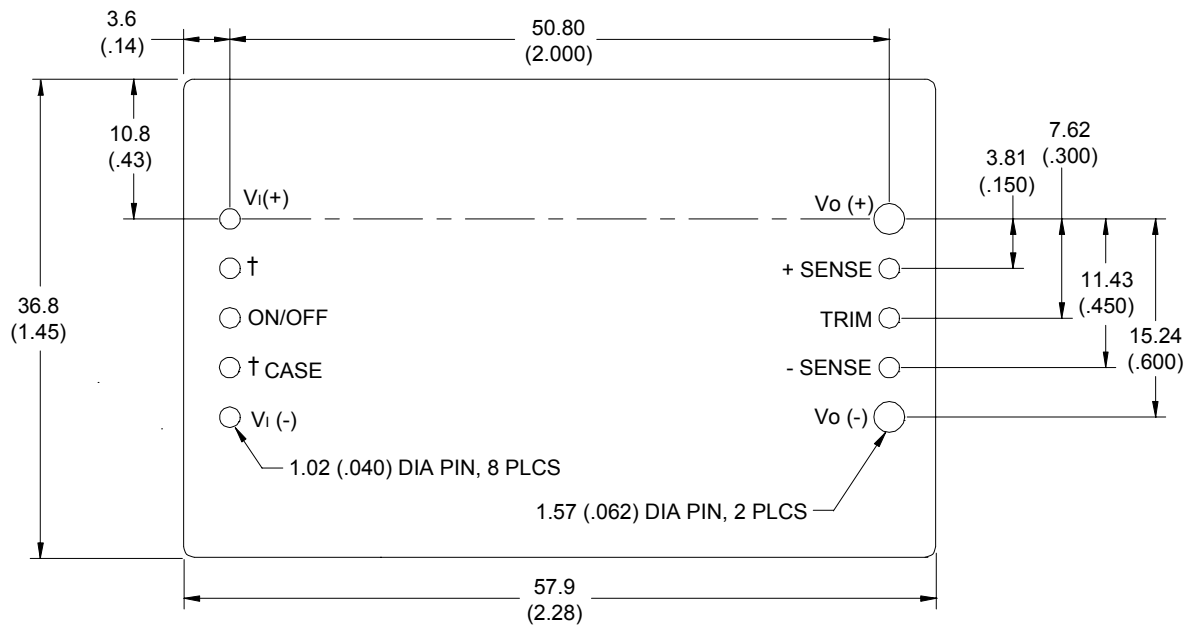 3.6
(.14)
50.80
(2.000)
10.8
(.43)
7.62
(.300)
3.81
(.150)
VI(+)
Vo (+)
†
+ SENSE
11.43
(.450)
36.8
(1.45)
ON/OFF
TRIM
15.24
(.600)
† CASE
- SENSE
VI (-)
Vo (-)
1.02 (.040) DIA PIN, 8 PLCS
1.57 (.062) DIA PIN, 2 PLCS
57.9
(2.28)